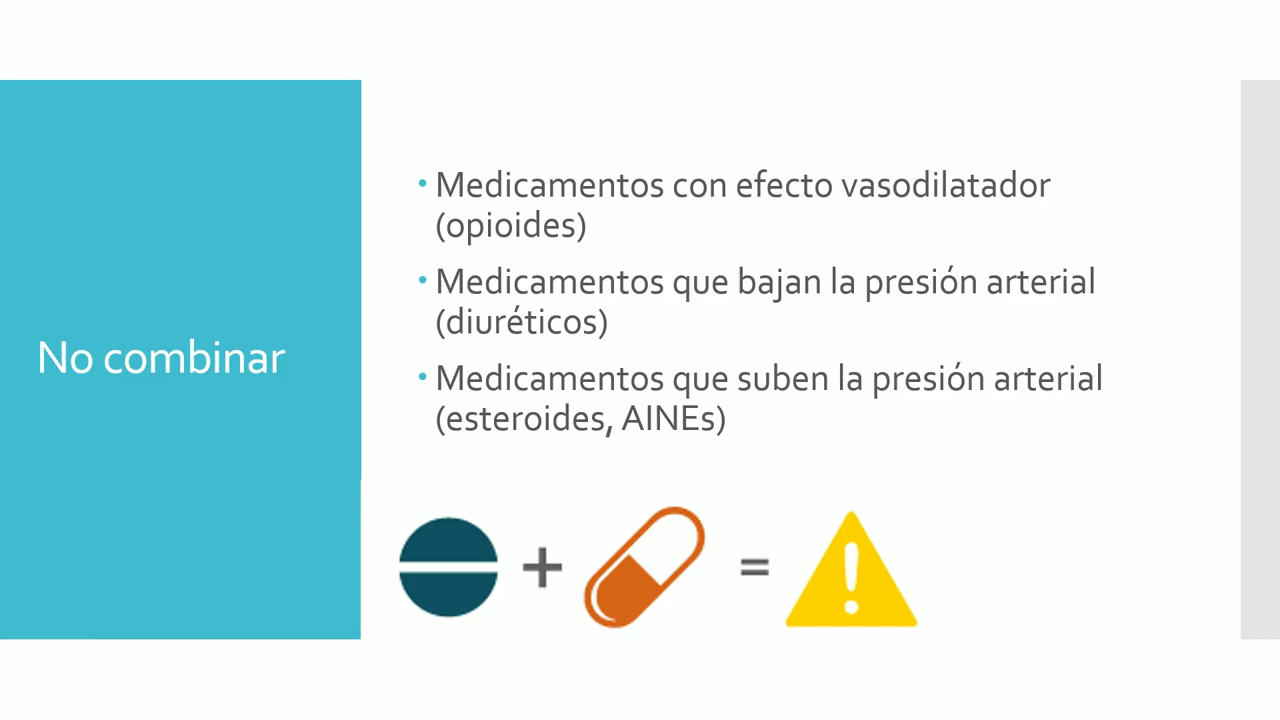 No combinar
• Medicamentos con efecto vasodilatador
(opioides)
• Medicamentos que bajan la presión arterial
(diuréticos)
• Medicamentos que suben la presión arterial
(esteroides, AINEs)
+ =